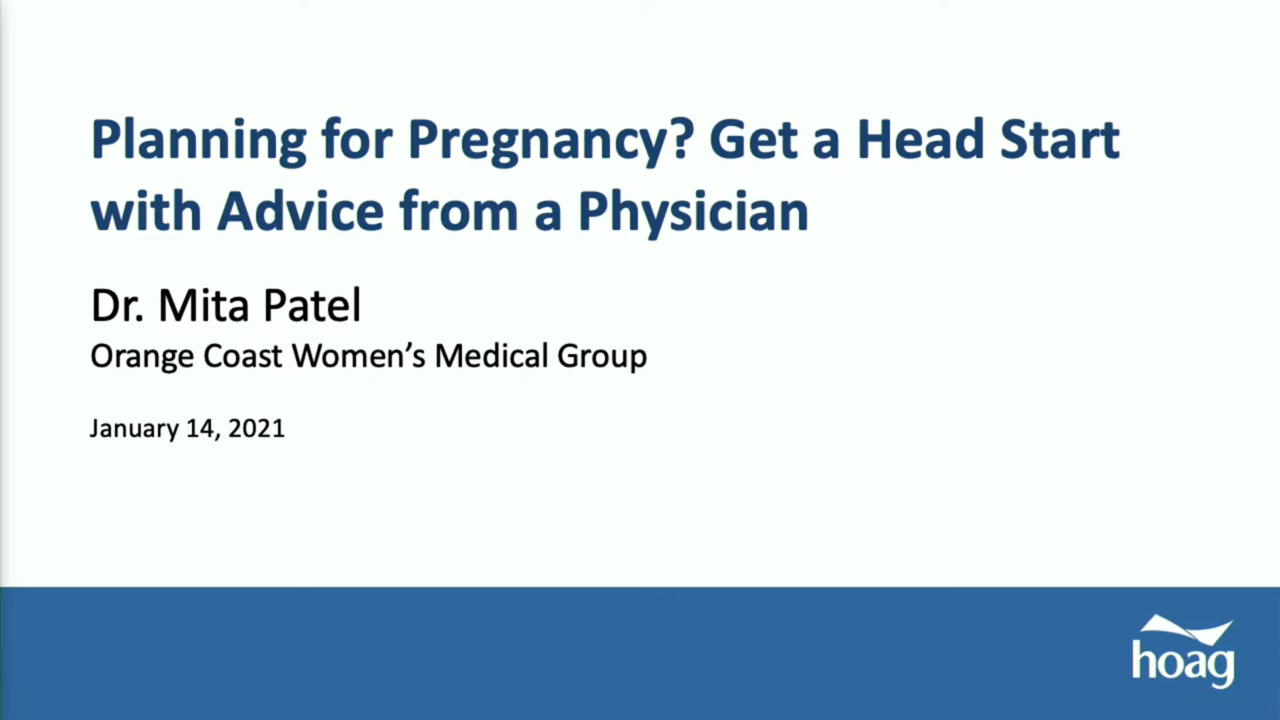 Planning for Pregnancy? Get a Head Start
with Advice from a Physician
Dr. Mita Patel
Orange Coast Women’s Medical Group
January 14, 2021
hoag